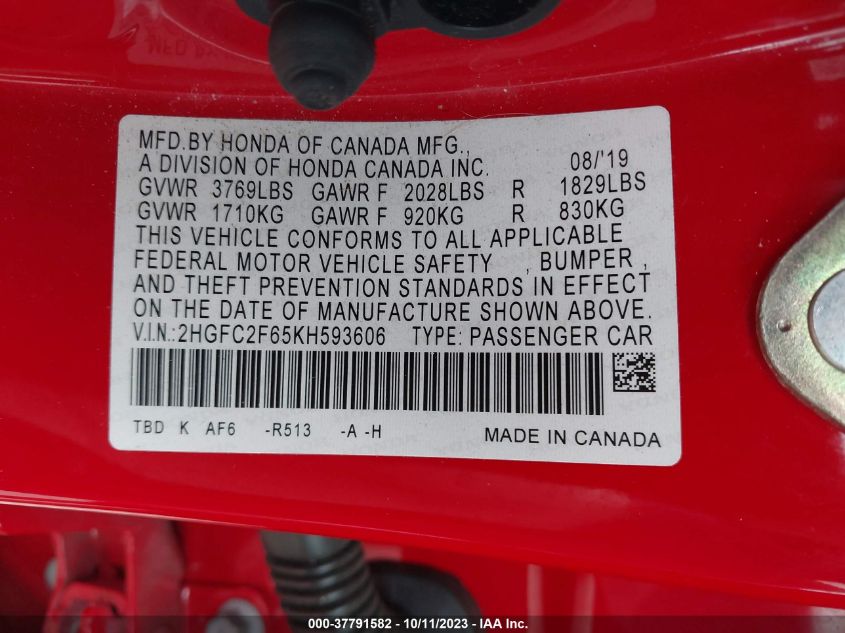 MFD.BY HONDA OF CANADA MFG.,
A DIVISION OF HONDA CANADA INC. 08/'19
GVWR 3769LBS GAWR F 2028LBS R 1829LBS
GVWR 1710KG GAWR F 920KG R 830KG
THIS VEHICLE CONFORMS TO ALL APPLICABLE
FEDERAL MOTOR VEHICLE SAFETY , BUMPER ,
AND THEFT PREVENTION STANDARDS IN EFFECT
ON THE DATE OF MANUFACTURE SHOWN ABOVE.
V.I.N.:2HGFC2F65KH593606 TYPE: PASSENGER CAR
TBD K AF6 -R513 -A -H MADE IN CANADA
000-37791582 - 10/11/2023 - IAA Inc.